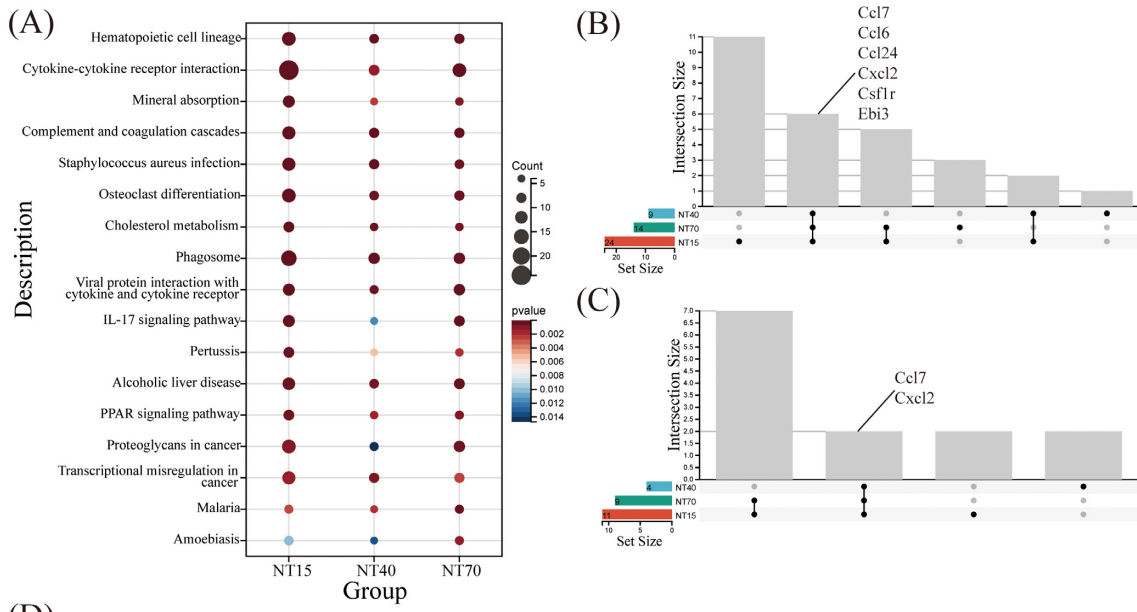 (A)
Description
Hematopoietic cell lineage
Cytokine-cytokine receptor interaction
Mineral absorption
Complement and coagulation cascades
Staphylococcus aureus infection
Osteoclast differentiation
Cholesterol metabolism
Phagosome
Viral protein interaction with
cytokine and cytokine receptor
IL-17 signaling pathway
Pertussis
Alcoholic liver disease
PPAR signaling pathway
Proteoglycans in cancer
Transcriptional misregulation in
cancer
Malaria
Amoebiasis
NT15 NT40 NT70
Group
Count
5
10
15
20
pvalue
0.002
0.004
0.006
0.008
0.010
0.012
0.014
(B)
Ccl7
Ccl6
Ccl24
Cxcl2
Csf1r
Ebi3
Intersection Size
11
10
9
8
7
6
5
4
3
2
1
0
9 NT40
14 NT70
24 NT15
20 15 10 5 0
Set Size
(C)
Ccl7
Cxcl2
Intersection Size
7.0
6.5
6.0
5.5
5.0
4.5
4.0
3.5
3.0
2.5
2.0
1.5
1.0
0.5
0.0
4 NT40
9 NT70
11 NT15
10 5 0
Set Size
(D)